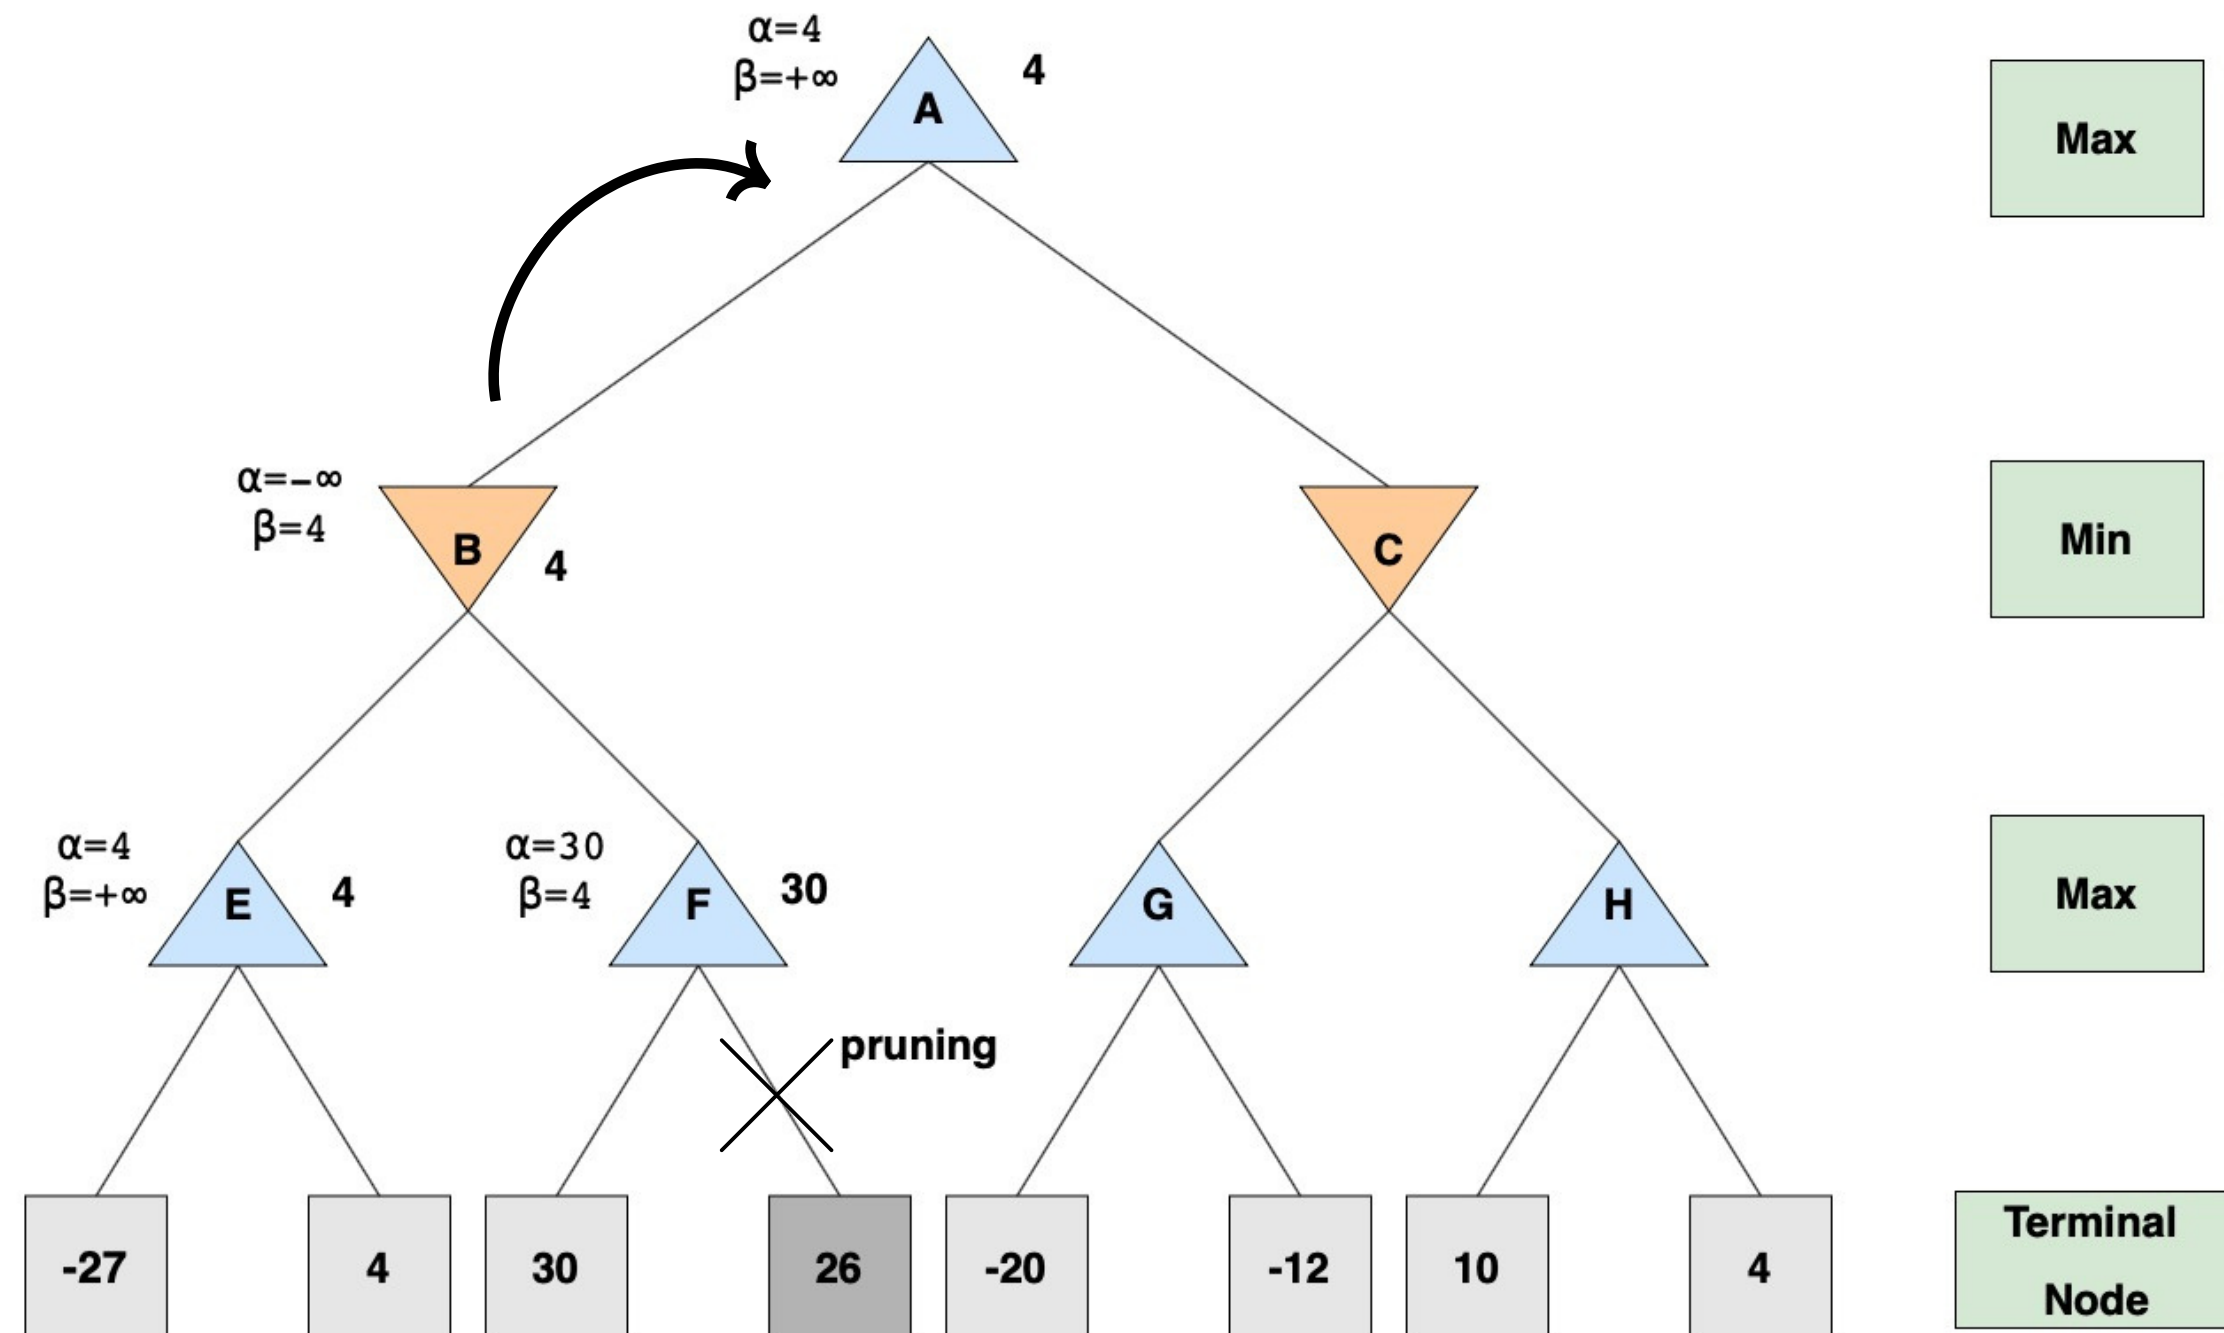 α=4
β=+∞
4
A
Max
α=−∞
β=4
B
4
C
Min
α=4
β=+∞
E
4
α=30
β=4
F
30
G
H
Max
pruning
-27
4
30
26
-20
-12
10
4
Terminal
Node